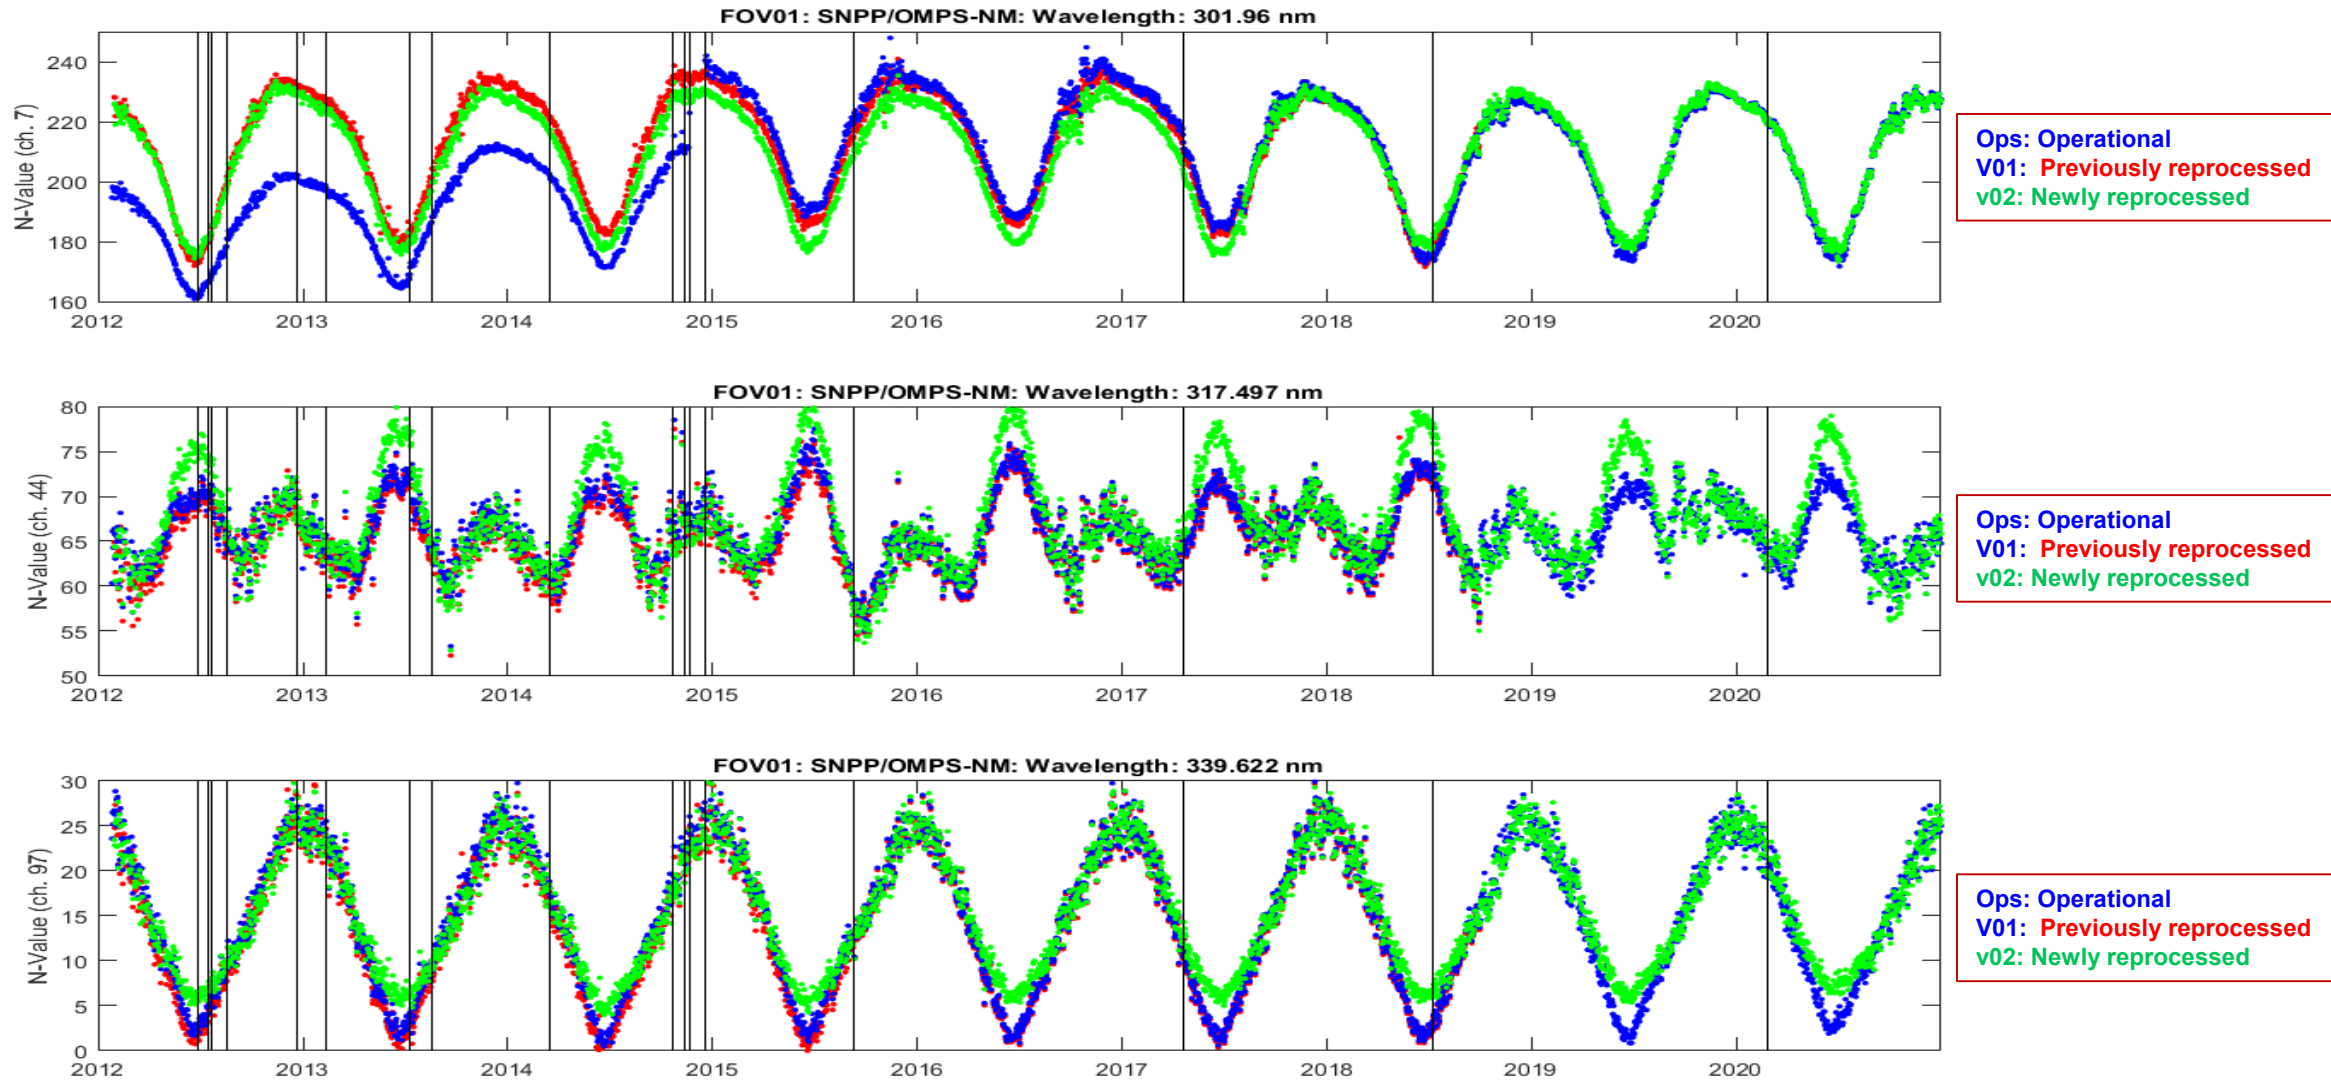 FOV01: SNPP/OMPS-NM: Wavelength: 301.96 nm
N-Value (ch. 7)
240
220
200
180
160
2012 2013 2014 2015 2016 2017 2018 2019 2020
Ops: Operational
V01: Previously reprocessed
v02: Newly reprocessed
FOV01: SNPP/OMPS-NM: Wavelength: 317.497 nm
N-Value (ch. 44)
80
75
70
65
60
55
50
2012 2013 2014 2015 2016 2017 2018 2019 2020
Ops: Operational
V01: Previously reprocessed
v02: Newly reprocessed
FOV01: SNPP/OMPS-NM: Wavelength: 339.622 nm
N-Value (ch. 97)
30
25
20
15
10
5
0
2012 2013 2014 2015 2016 2017 2018 2019 2020
Ops: Operational
V01: Previously reprocessed
v02: Newly reprocessed